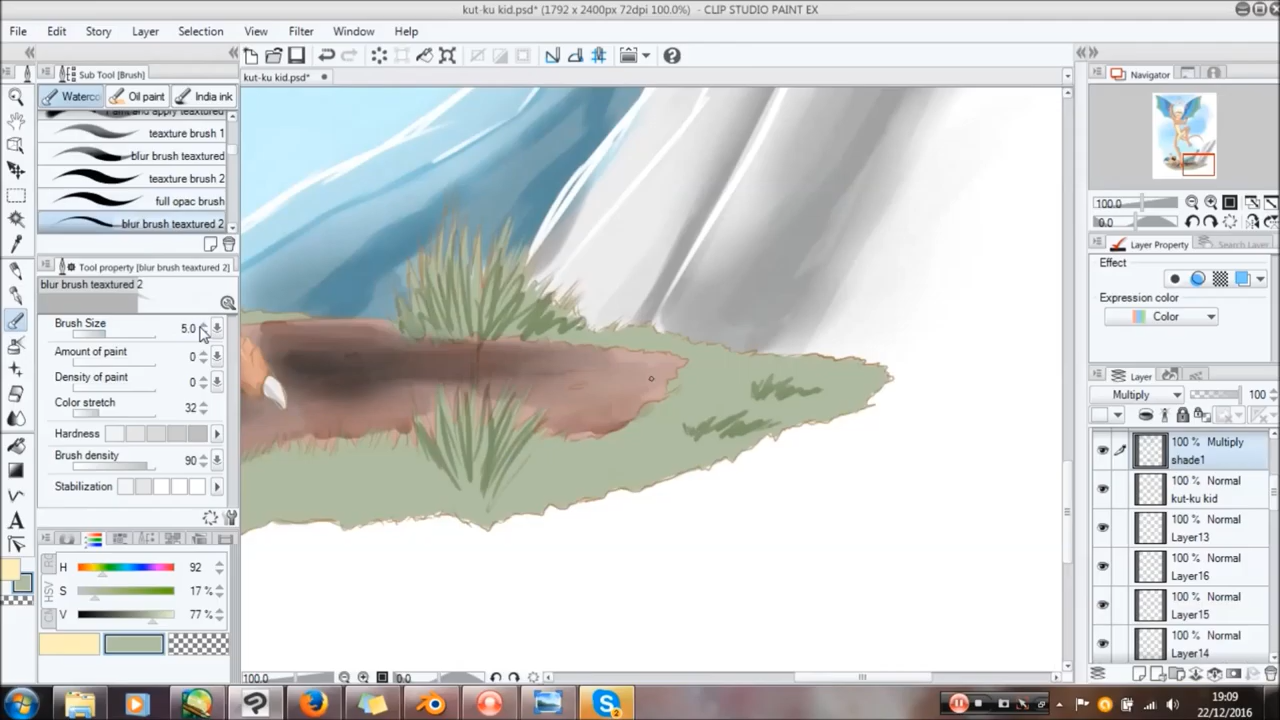 kut-ku kid.psd* (1792 x 2400px 72dpi 100.0%) - CLIP STUDIO PAINT EX
File Edit Story Layer Selection View Filter Window Help
Sub Tool [Brush]
kut-ku kid.psd*
Navigator
Waterco Oil paint India ink
teaxture brush 1
blur brush teaxtured
teaxture brush 2
full opac brush
blur brush teaxtured 2
Tool property [blur brush teaxtured 2]
blur brush teaxtured 2
Brush Size 5.0
Amount of paint 0
Density of paint 0
Color stretch 32
Hardness
Brush density 90
Stabilization
H 92
S 17 %
V 77 %
100.0
0.0
100.0
0.0
Layer Property Search Layer
Effect
Expression color
Color
Layer
Multiply 100
100 % Multiply
shade1
100 % Normal
kut-ku kid
100 % Normal
Layer13
100 % Normal
Layer16
100 % Normal
Layer15
100 % Normal
Layer14
19:09
22/12/2016